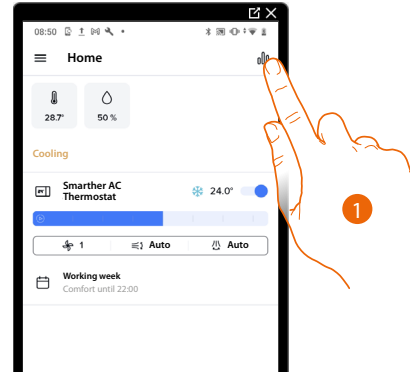 08:50
Home
28.7°
50 %
Cooling
Smarther AC
Thermostat
24.0°
1
Auto
Auto
Working week
Comfort until 22:00
1